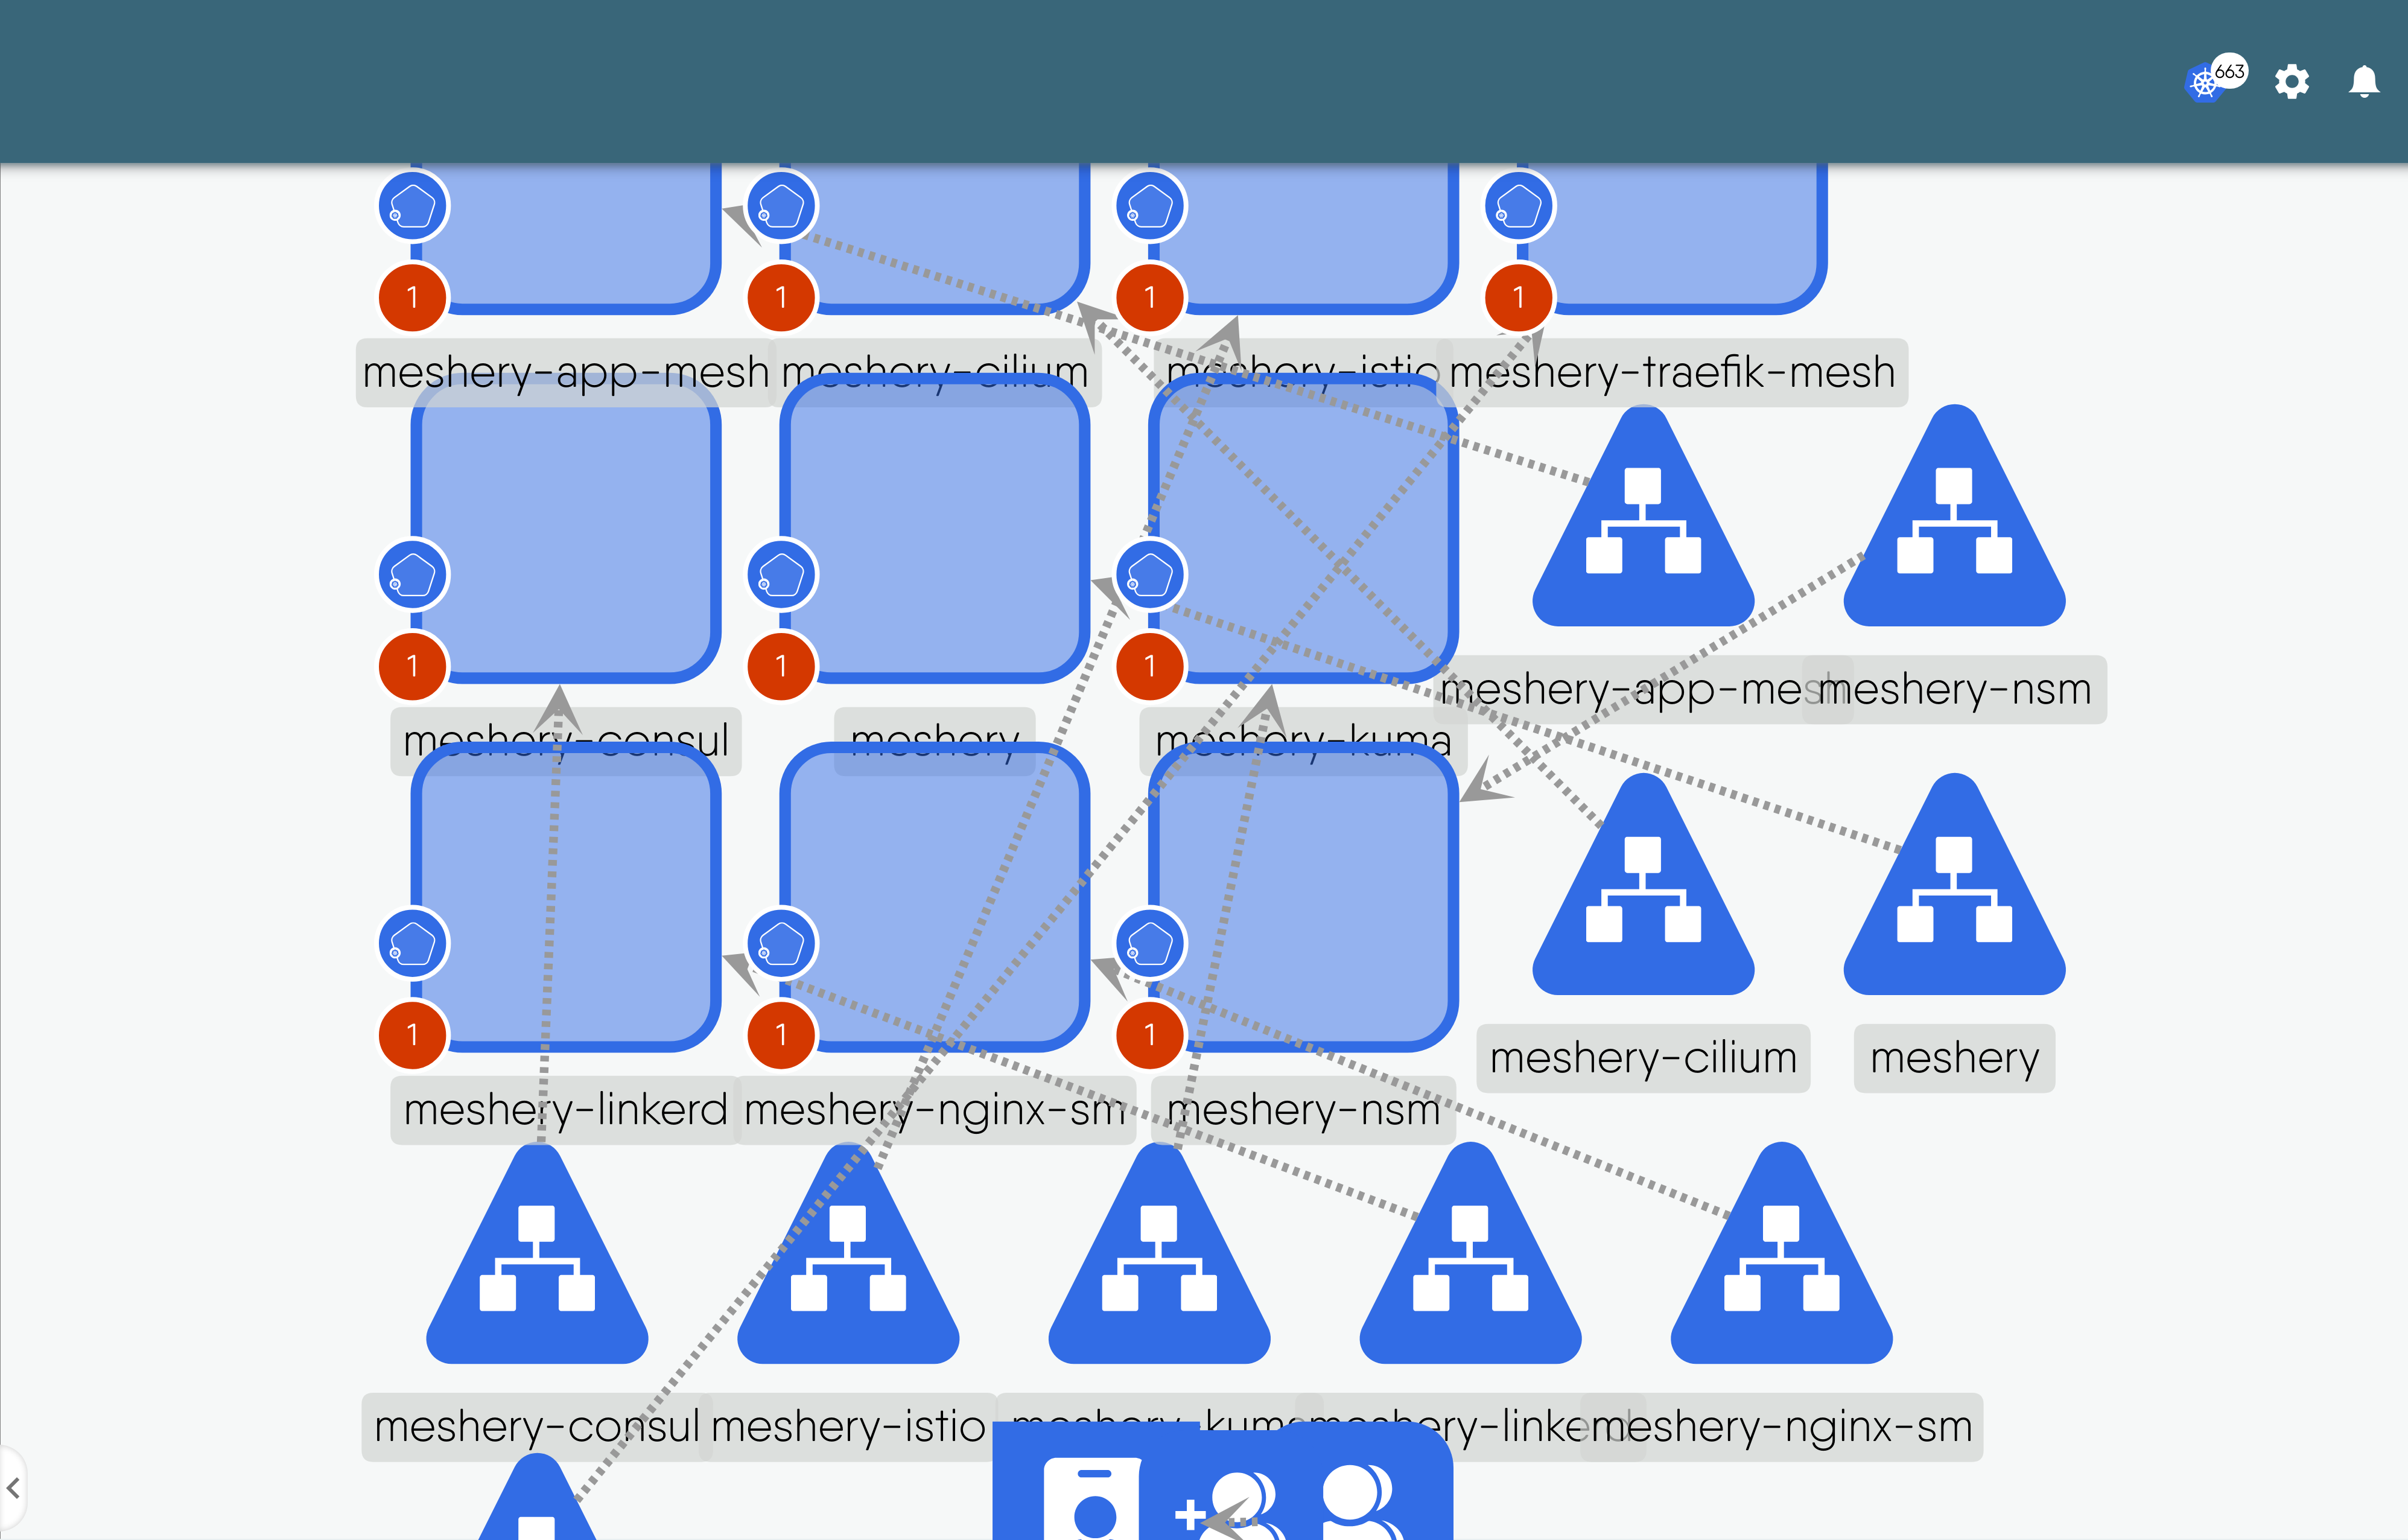 663
1 1 1 1
meshery-app-mesh meshery-cilium meshery-istio meshery-traefik-mesh
1 1 1
meshery-app-mesh meshery-nsm
meshery-consul meshery meshery-kuma
1 1 1
meshery-cilium meshery
meshery-linkerd meshery-nginx-sm meshery-nsm
meshery-consul meshery-istio meshery-kuma meshery-linkerd meshery-nginx-sm